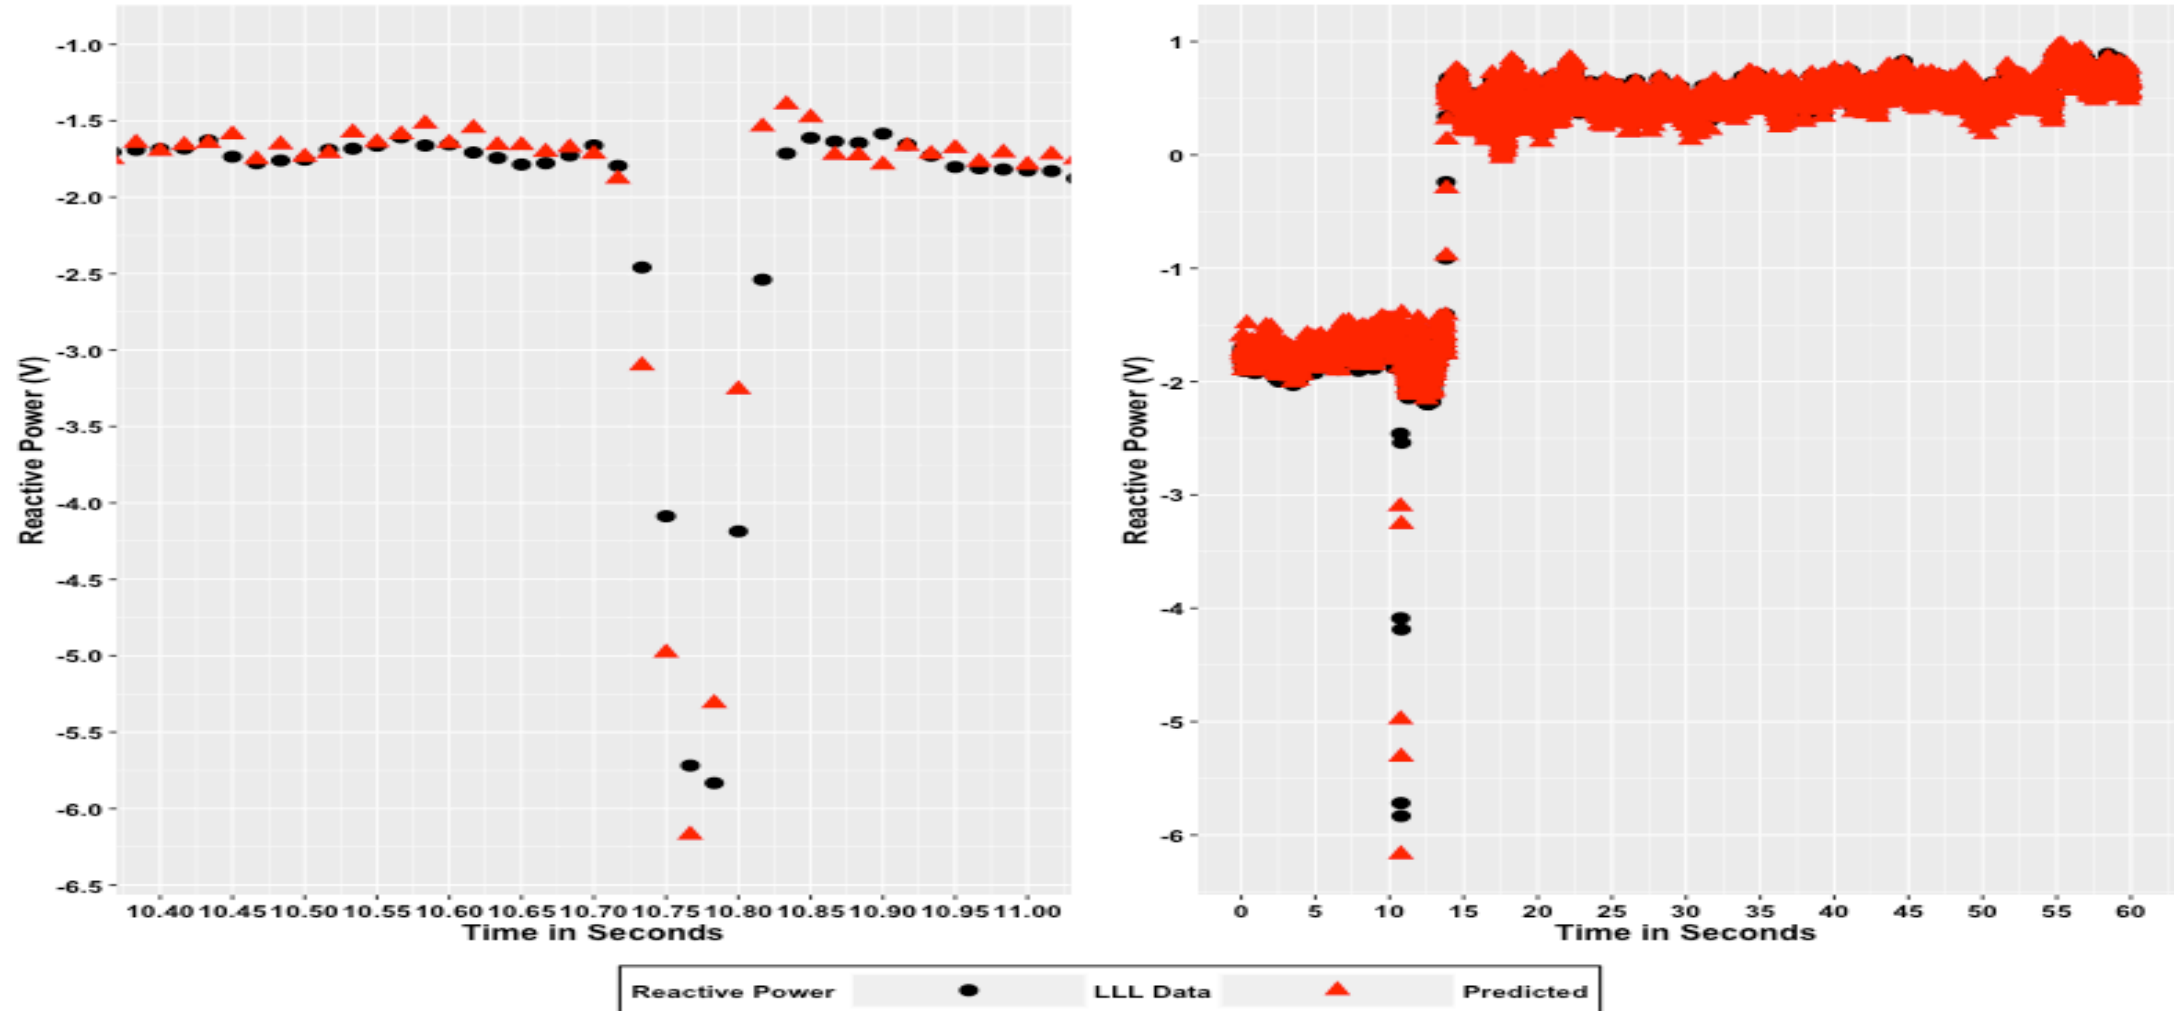 -1.0
-1.5
-2.0
-2.5
-3.0
-3.5
-4.0
-4.5
-5.0
-5.5
-6.0
-6.5
Reactive Power (V)
10.40 10.45 10.50 10.55 10.60 10.65 10.70 10.75 10.80 10.85 10.90 10.95 11.00
Time in Seconds
1
0
-1
-2
-3
-4
-5
-6
Reactive Power (V)
0 5 10 15 20 25 30 35 40 45 50 55 60
Time in Seconds
Reactive Power LLL Data Predicted